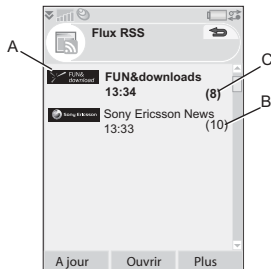 Flux RSS
A
C
FUN&
download
FUN&downloads
13:34
(8)
B
Sony Ericsson
Sony Ericsson News
13:33
(10)
A jour Ouvrir Plus